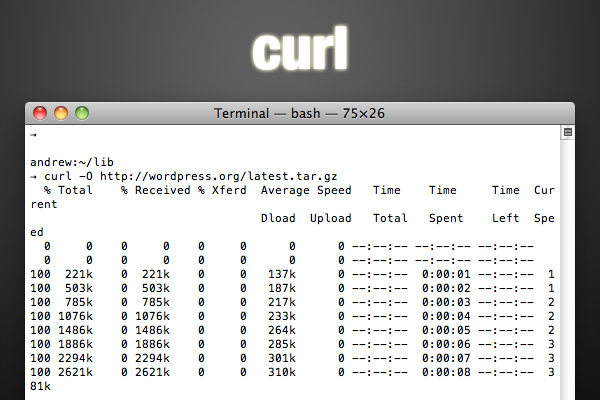 curl
Terminal — bash — 75×26
→
andrew:~/lib
→ curl -O http://wordpress.org/latest.tar.gz
  % Total    % Received % Xferd  Average Speed   Time    Time     Time  Cur
rent
                                 Dload  Upload   Total   Spent    Left  Spe
ed
  0     0    0     0    0     0      0      0 --:--:-- --:--:-- --:--:--
  0     0    0     0    0     0      0      0 --:--:-- --:--:-- --:--:--
100  221k    0  221k    0     0   137k      0 --:--:--  0:00:01 --:--:--  1
100  503k    0  503k    0     0   187k      0 --:--:--  0:00:02 --:--:--  1
100  785k    0  785k    0     0   217k      0 --:--:--  0:00:03 --:--:--  2
100 1076k    0 1076k    0     0   233k      0 --:--:--  0:00:04 --:--:--  2
100 1486k    0 1486k    0     0   264k      0 --:--:--  0:00:05 --:--:--  2
100 1886k    0 1886k    0     0   285k      0 --:--:--  0:00:06 --:--:--  3
100 2294k    0 2294k    0     0   301k      0 --:--:--  0:00:07 --:--:--  3
100 2621k    0 2621k    0     0   310k      0 --:--:--  0:00:08 --:--:--  3
81k